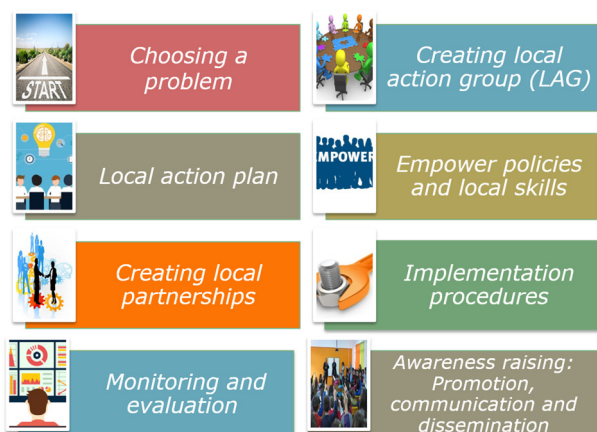 START
Choosing a
problem
Creating local
action group (LAG)
Local action plan
EMPOWER
Empower policies
and local skills
Creating local
partnerships
Implementation
procedures
Monitoring and
evaluation
Awareness raising:
Promotion,
communication and
dissemination